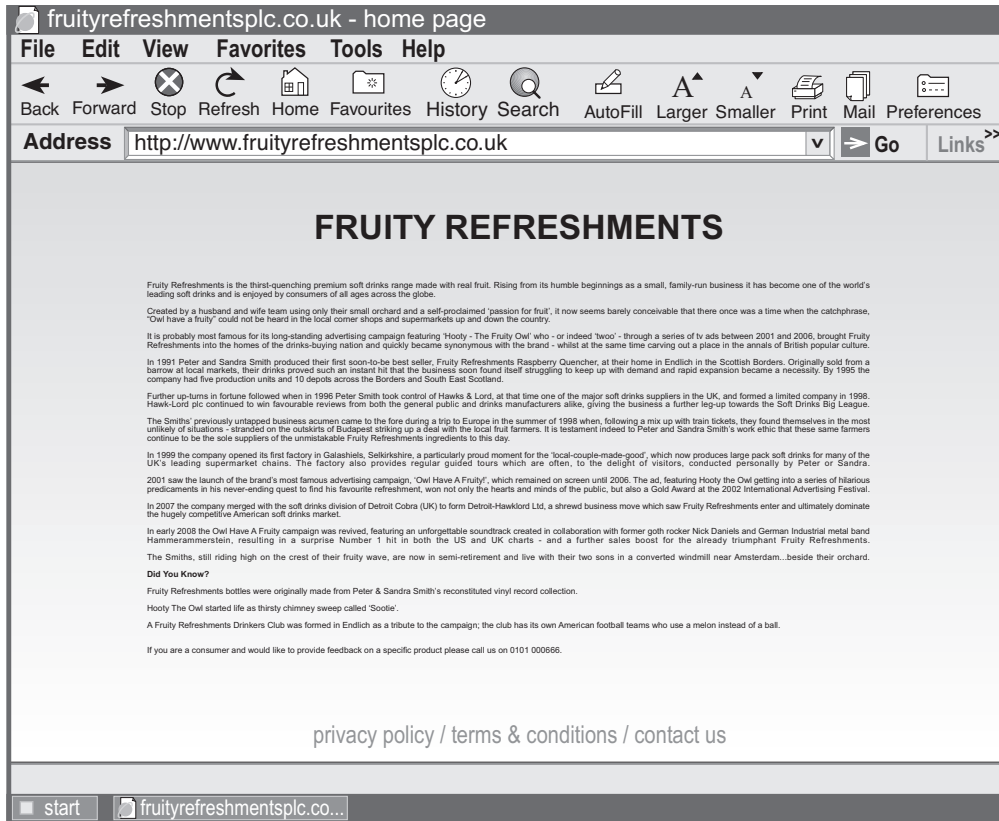 fruityrefreshmentsplc.co.uk - home page
File Edit View Favorites Tools Help
Back Forward Stop Refresh Home Favourites History Search AutoFill Larger Smaller Print Mail Preferences
Address http://www.fruityrefreshmentsplc.co.uk v Go Links >>
FRUITY REFRESHMENTS
Fruity Refreshments is the thirst-quenching premium soft drinks range made with real fruit. Rising from its humble beginnings as a small, family-run business it has become one of the world's
leading soft drinks and is enjoyed by consumers of all ages across the globe.
Created by a husband and wife team using only their small orchard and a self-proclaimed 'passion for fruit', it now seems barely conceivable that there once was a time when the catchphrase,
"Owl have a fruity" could not be heard in the local corner shops and supermarkets up and down the country.
It is probably most famous for its long-standing advertising campaign featuring 'Hooty - The Fruity Owl' who - or indeed 'twoo' - through a series of tv ads between 2001 and 2006, brought Fruity
Refreshments into the homes of the drinks-buying nation and quickly became synonymous with the brand - whilst at the same time carving out a place in the annals of British popular culture.
In 1991 Peter and Sandra Smith produced their first soon-to-be best seller, Fruity Refreshments Raspberry Quencher, at their home in Endlich in the Scottish Borders. Originally sold from a
barrow at local markets, their drinks proved such an instant hit that the business soon found itself struggling to keep up with demand and rapid expansion became a necessity. By 1995 the
company had five production units and 10 depots across the Borders and South East Scotland.
Further up-turns in fortune followed when in 1996 Peter Smith took control of Hawks & Lord, at that time one of the major soft drinks suppliers in the UK, and formed a limited company in 1998.
Hawk-Lord plc continued to win favourable reviews from both the general public and drinks manufacturers alike, giving the business a further leg-up towards the Soft Drinks Big League.
The Smiths' previously untapped business acumen came to the fore during a trip to Europe in the summer of 1998 when, following a mix up with train tickets, they found themselves in the most
unlikely of situations - stranded on the outskirts of Budapest striking up a deal with the local fruit farmers. It is testament indeed to Peter and Sandra Smith's work ethic that these same farmers
continue to be the sole suppliers of the unmistakable Fruity Refreshments ingredients to this day.
In 1999 the company opened its first factory in Galashiels, Selkirkshire, a particularly proud moment for the 'local-couple-made-good', which now produces large pack soft drinks for many of the
UK's leading supermarket chains. The factory also provides regular guided tours which are often, to the delight of visitors, conducted personally by Peter or Sandra.
2001 saw the launch of the brand's most famous advertising campaign, 'Owl Have A Fruity!', which remained on screen until 2006. The ad, featuring Hooty the Owl getting into a series of hilarious
predicaments in his never-ending quest to find his favourite refreshment, won not only the hearts and minds of the public, but also a Gold Award at the 2002 International Advertising Festival.
In 2007 the company merged with the soft drinks division of Detroit Cobra (UK) to form Detroit-Hawklord Ltd, a shrewd business move which saw Fruity Refreshments enter and ultimately dominate
the hugely competitive American soft drinks market.
In early 2008 the Owl Have A Fruity campaign was revived, featuring an unforgettable soundtrack created in collaboration with former goth rocker Nick Daniels and German Industrial metal band
Hammerammerstein, resulting in a surprise Number 1 hit in both the US and UK charts - and a further sales boost for the already triumphant Fruity Refreshments.
The Smiths, still riding high on the crest of their fruity wave, are now in semi-retirement and live with their two sons in a converted windmill near Amsterdam...beside their orchard.
Did You Know?
Fruity Refreshments bottles were originally made from Peter & Sandra Smith's reconstituted vinyl record collection.
Hooty The Owl started life as thirsty chimney sweep called 'Sootie'.
A Fruity Refreshments Drinkers Club was formed in Endlich as a tribute to the campaign; the club has its own American football teams who use a melon instead of a ball.
If you are a consumer and would like to provide feedback on a specific product please call us on 0101 000666.
privacy policy / terms & conditions / contact us
start fruityrefreshmentsplc.co...